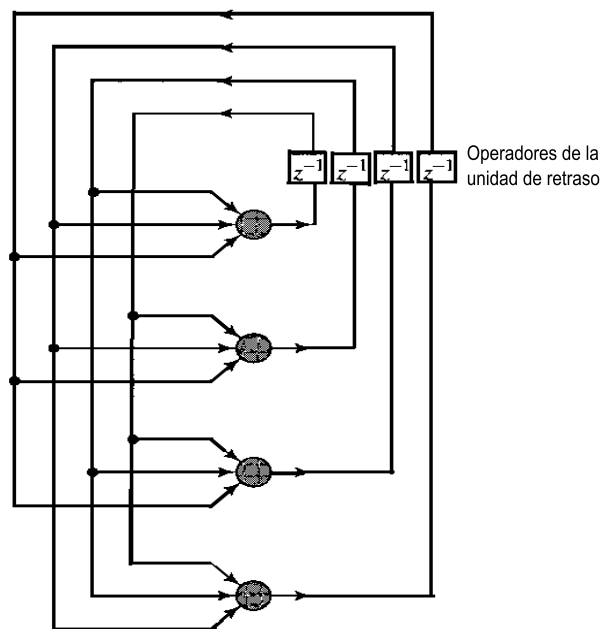 z⁻¹ z⁻¹ z⁻¹ z⁻¹
Operadores de la
unidad de retraso